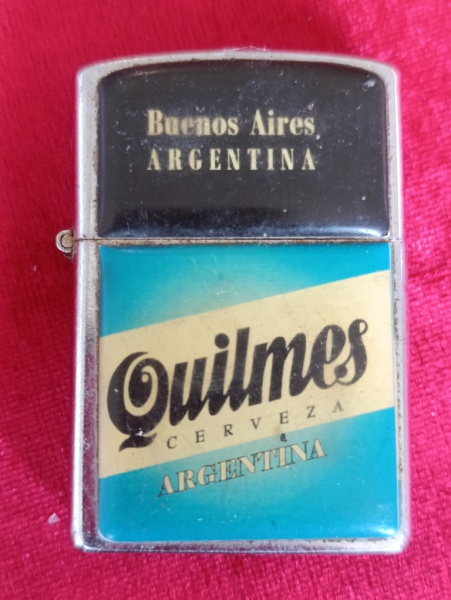 Buenos Aires
ARGENTINA
Quilmes
CERVEZA
ARGENTINA